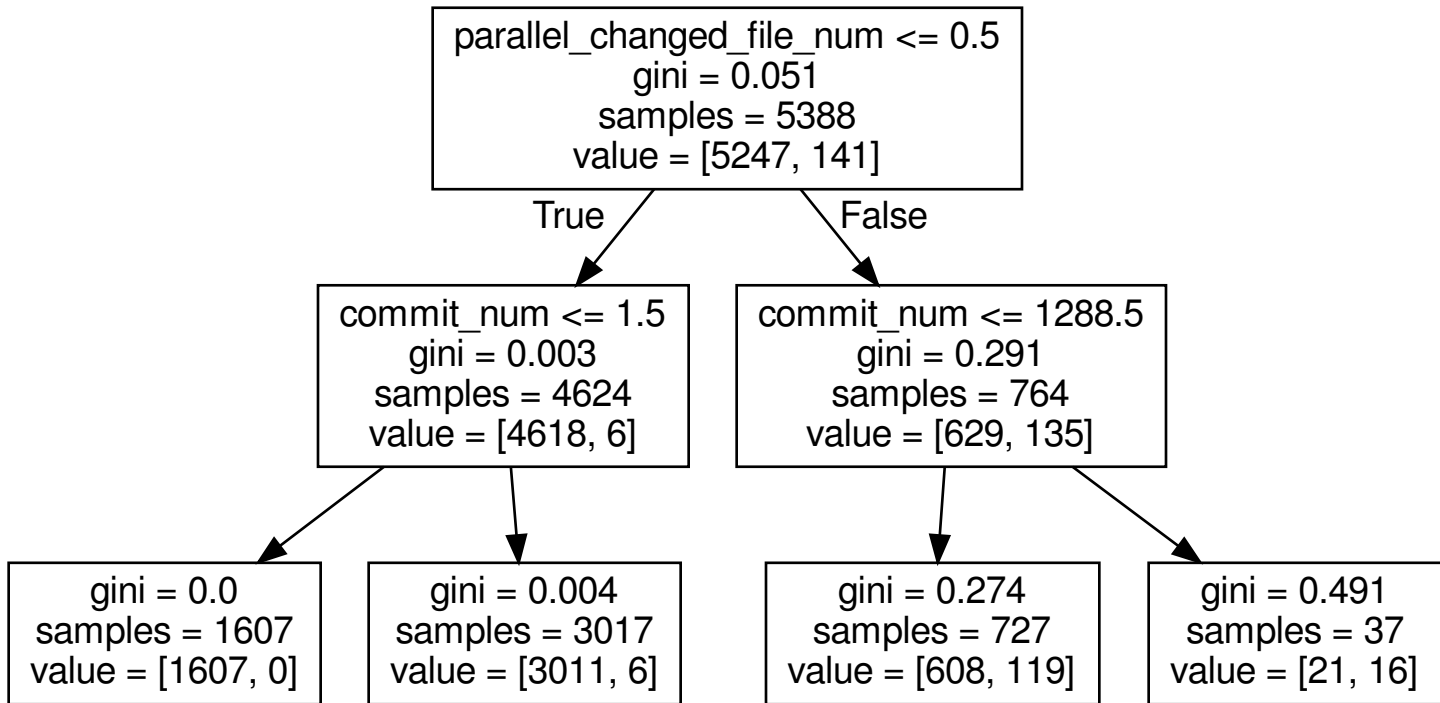 parallel_changed_file_num <= 0.5
gini = 0.051
samples = 5388
value = [5247, 141]
True
False
commit_num <= 1.5
gini = 0.003
samples = 4624
value = [4618, 6]
commit_num <= 1288.5
gini = 0.291
samples = 764
value = [629, 135]
gini = 0.0
samples = 1607
value = [1607, 0]
gini = 0.004
samples = 3017
value = [3011, 6]
gini = 0.274
samples = 727
value = [608, 119]
gini = 0.491
samples = 37
value = [21, 16]